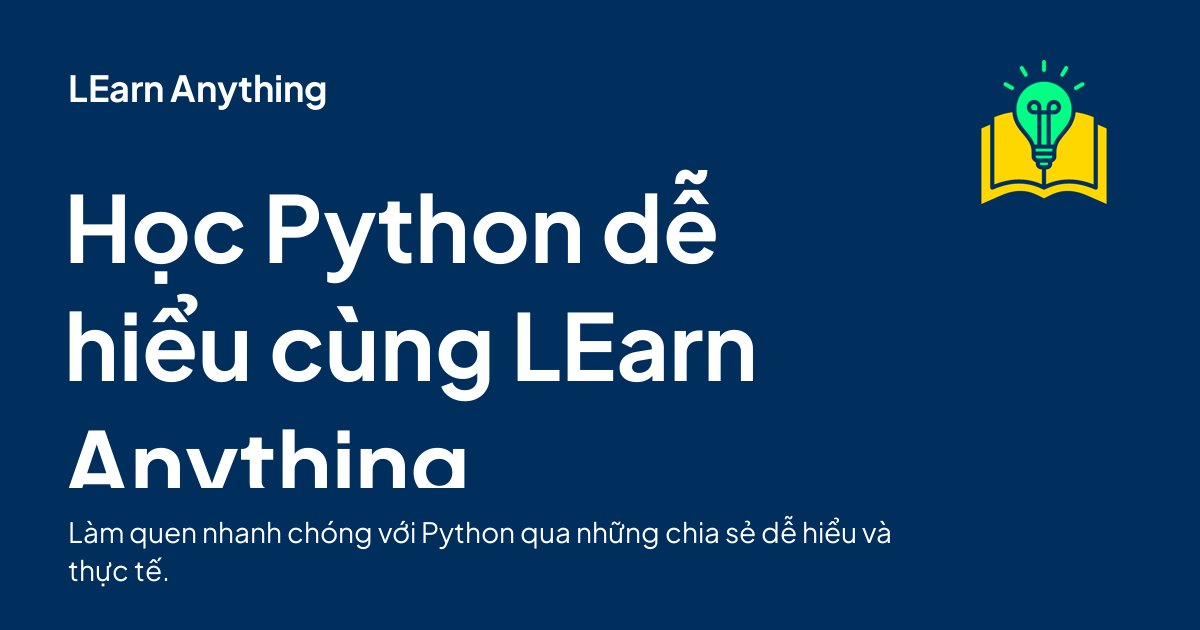 LEarn Anything
Học Python dễ
hiểu cùng LEarn
Anything
Làm quen nhanh chóng với Python qua những chia sẻ dễ hiểu và
thực tế.